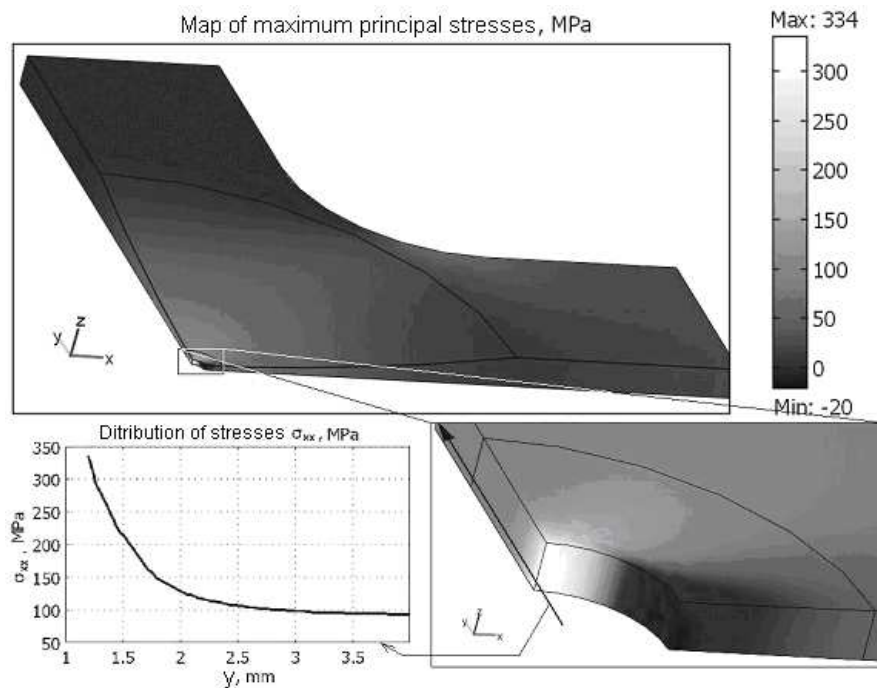 Map of maximum principal stresses, MPa
Max: 334
300
250
200
150
100
50
0
Min: -20
y z x
Ditribution of stresses σxx, MPa
350
300
250
200
150
100
50
σxx, MPa
1 1.5 2 2.5 3 3.5
y, mm
y z x